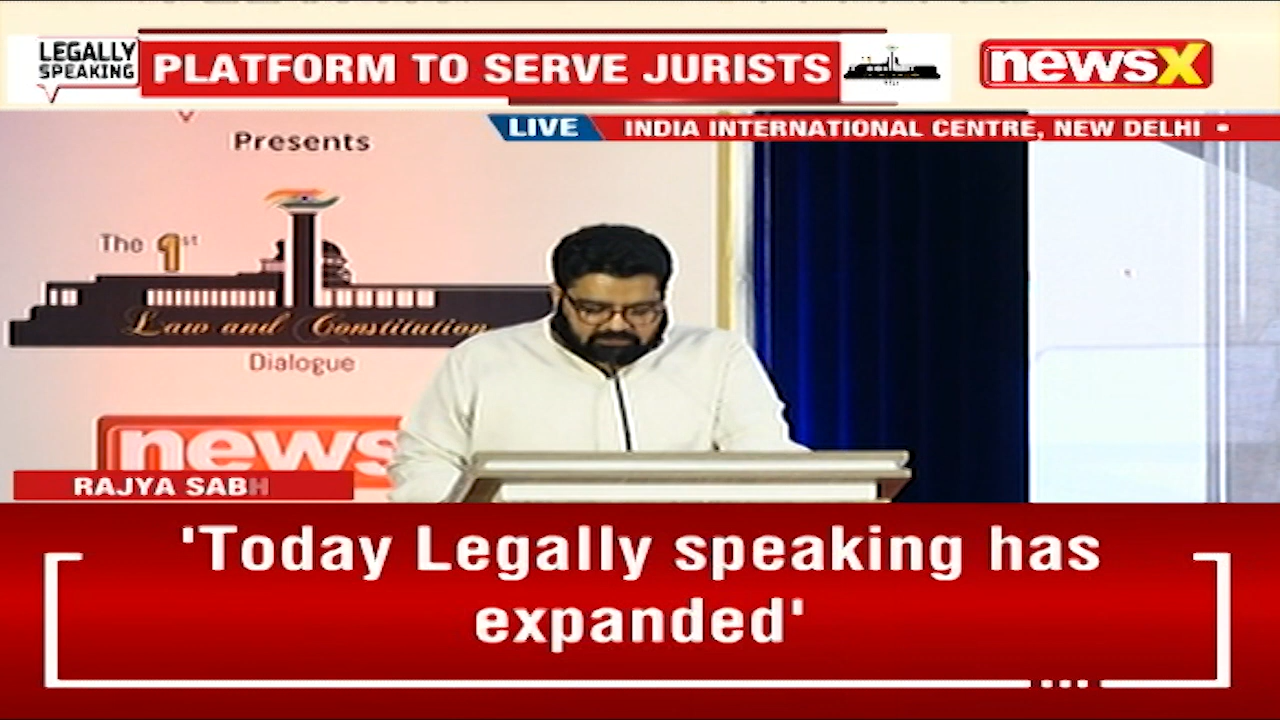 LEGALLY
SPEAKING
PLATFORM TO SERVE JURISTS
newsX
LIVE
INDIA INTERNATIONAL CENTRE, NEW DELHI
Presents
The 1st
Law and Constitution
Dialogue
news
RAJYA SABH
'Today Legally speaking has
expanded'